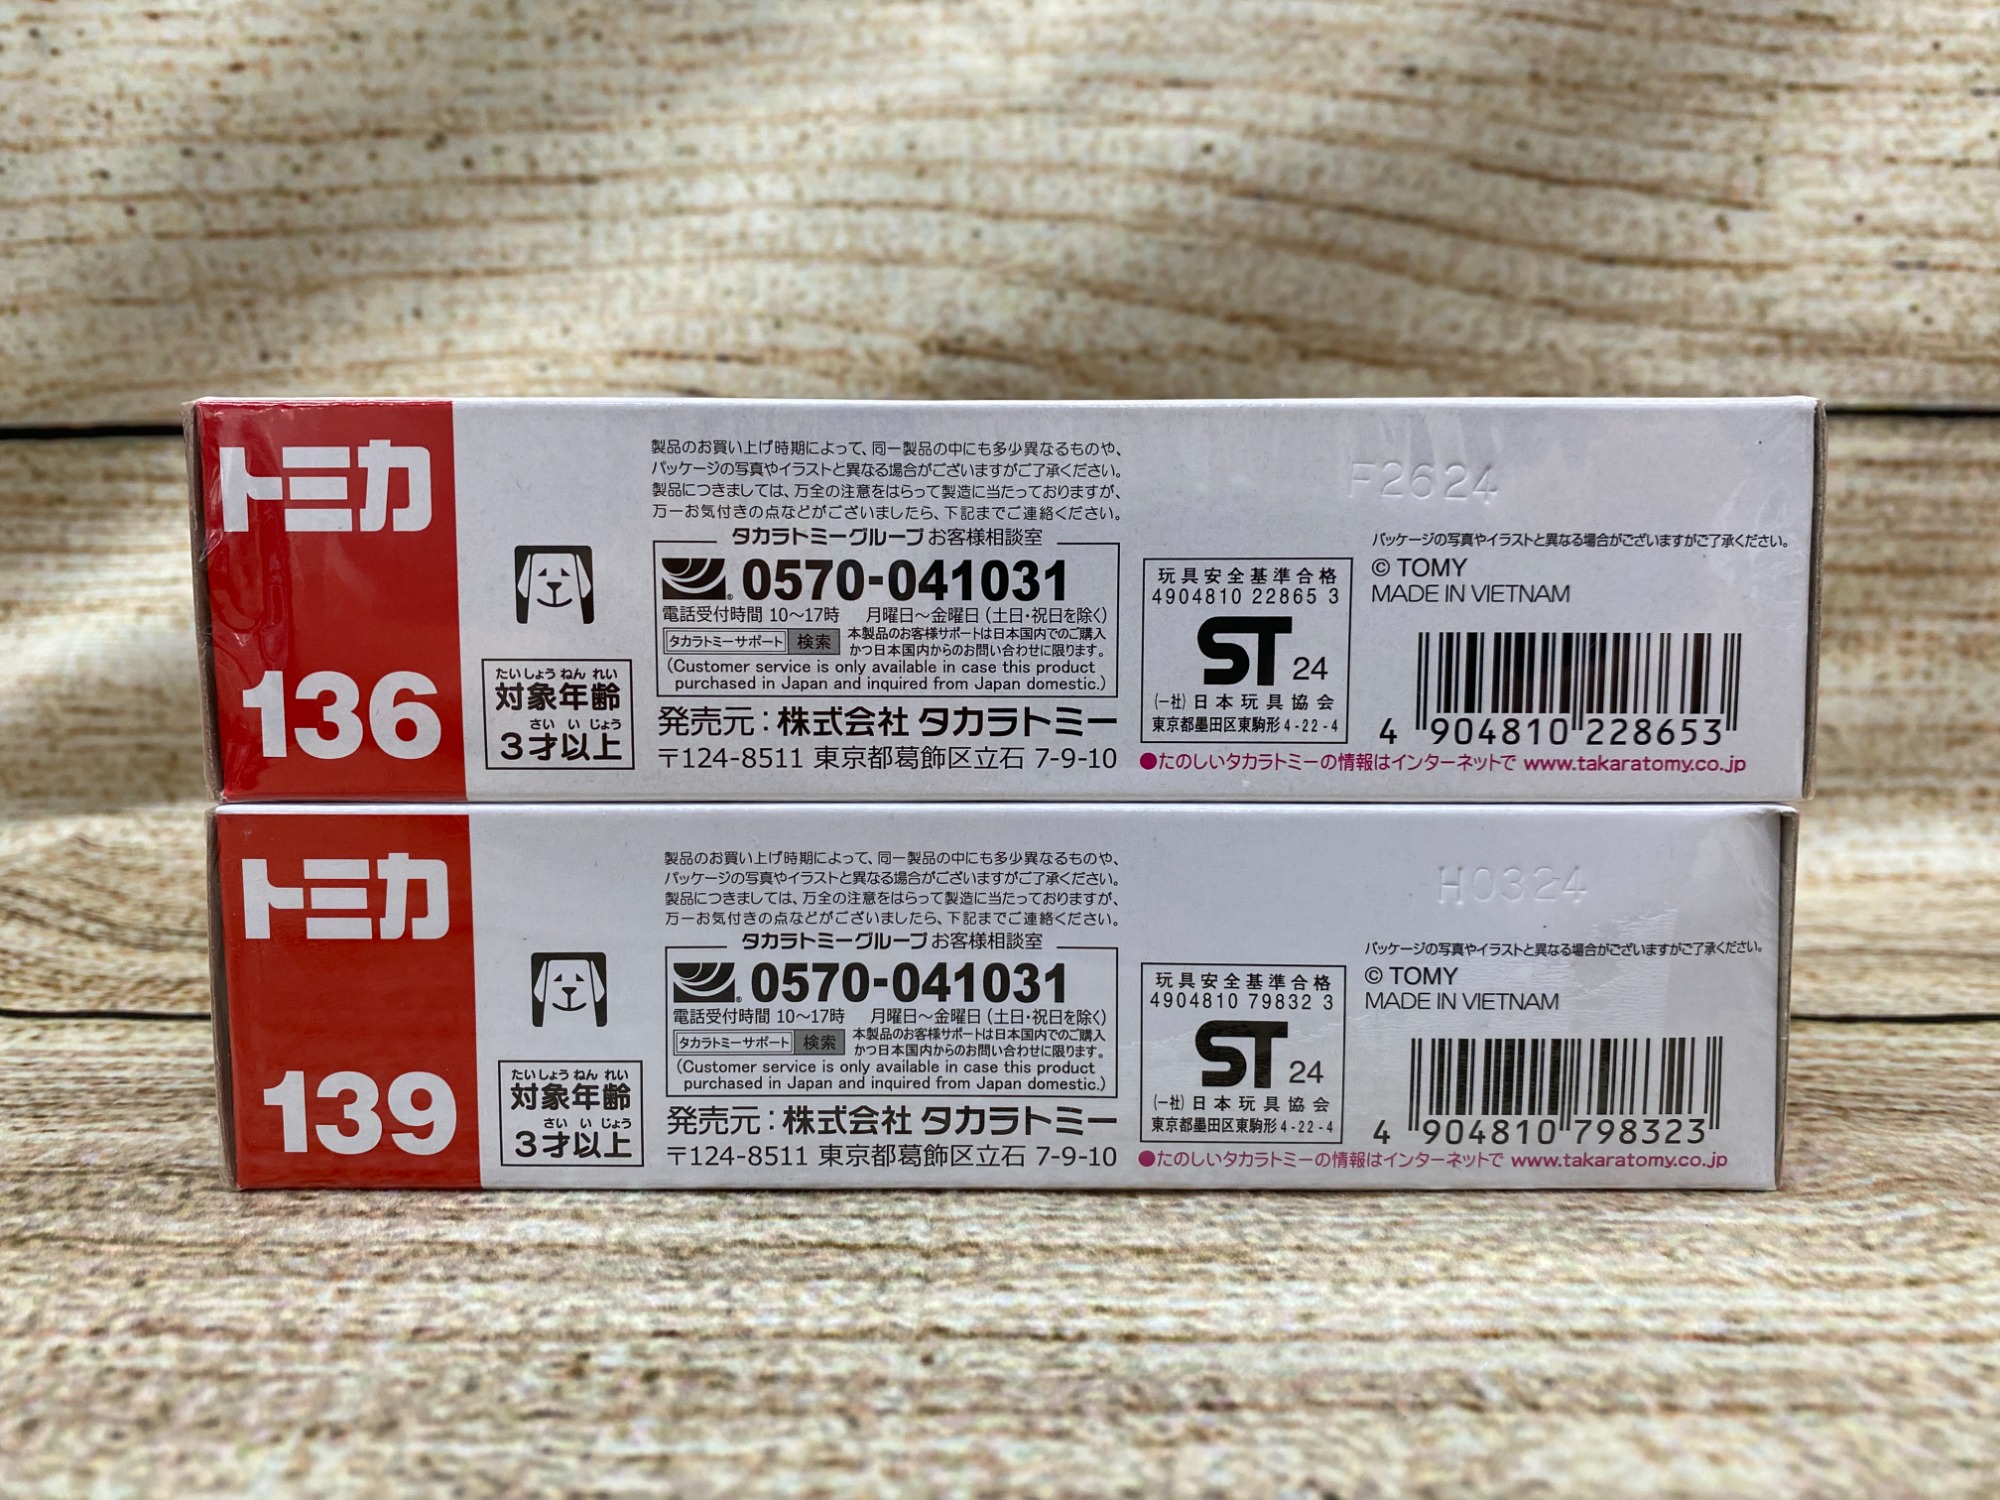 トミカ
136
たいしょう ねん れい
対象年齢
さい い じょう
3才以上
製品のお買い上げ時期によって、同一製品の中にも多少異なるものや、
パッケージの写真やイラストと異なる場合がございますがご了承ください。
製品につきましては、万全の注意をはらって製造に当たっておりますが、
万一お気付きの点などがございましたら、下記までご連絡ください。
タカラトミーグループ お客様相談室
0570-041031
電話受付時間 10〜17時 月曜日〜金曜日(土日・祝日を除く)
タカラトミーサポート 検索
本製品のお客様サポートは日本国内でのご購入
かつ日本国内からのお問い合わせに限ります。
(Customer service is only available in case this product
purchased in Japan and inquired from Japan domestic.)
発売元:株式会社 タカラトミー
〒124-8511 東京都葛飾区立石 7-9-10
玩具安全基準合格
4904810 22865 3
ST 24
(一社)日本玩具協会
東京都墨田区東駒形4-22-4
F2624
パッケージの写真やイラストと異なる場合がございますがご了承ください。
© TOMY
MADE IN VIETNAM
4 904810 228653
●たのしいタカラトミーの情報はインターネットで www.takaratomy.co.jp
トミカ
139
たいしょう ねん れい
対象年齢
さい い じょう
3才以上
製品のお買い上げ時期によって、同一製品の中にも多少異なるものや、
パッケージの写真やイラストと異なる場合がございますがご了承ください。
製品につきましては、万全の注意をはらって製造に当たっておりますが、
万一お気付きの点などがございましたら、下記までご連絡ください。
タカラトミーグループ お客様相談室
0570-041031
電話受付時間 10〜17時 月曜日〜金曜日(土日・祝日を除く)
タカラトミーサポート 検索
本製品のお客様サポートは日本国内でのご購入
かつ日本国内からのお問い合わせに限ります。
(Customer service is only available in case this product
purchased in Japan and inquired from Japan domestic.)
発売元:株式会社 タカラトミー
〒124-8511 東京都葛飾区立石 7-9-10
玩具安全基準合格
4904810 79832 3
ST 24
(一社)日本玩具協会
東京都墨田区東駒形4-22-4
H0324
パッケージの写真やイラストと異なる場合がございますがご了承ください。
© TOMY
MADE IN VIETNAM
4 904810 798323
●たのしいタカラトミーの情報はインターネットで www.takaratomy.co.jp